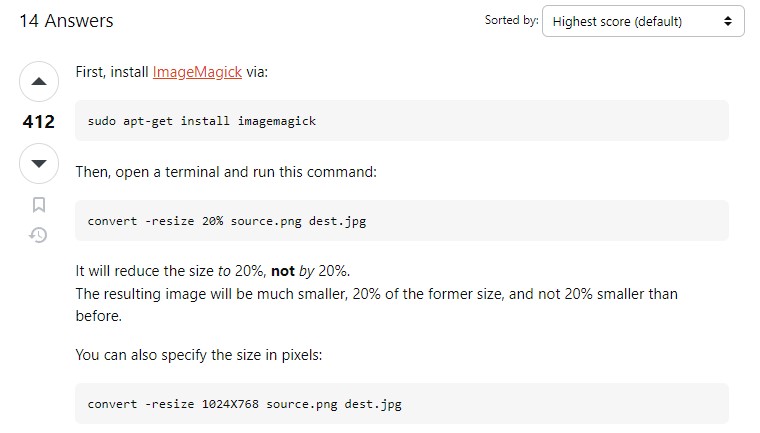 14 Answers
Sorted by: Highest score (default)
First, install ImageMagick via:
412
sudo apt-get install imagemagick
Then, open a terminal and run this command:
convert -resize 20% source.png dest.jpg
It will reduce the size to 20%, not by 20%.
The resulting image will be much smaller, 20% of the former size, and not 20% smaller than
before.
You can also specify the size in pixels:
convert -resize 1024X768 source.png dest.jpg